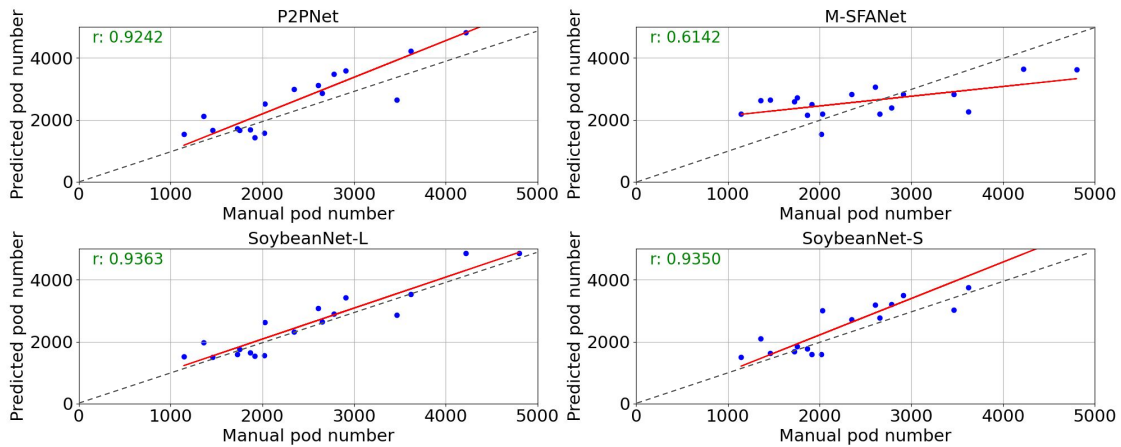 P2PNet
M-SFANet
Predicted pod number
4000
2000
0
r: 0.9242
0 1000 2000 3000 4000 5000
Manual pod number
Predicted pod number
4000
2000
0
r: 0.6142
0 1000 2000 3000 4000 5000
Manual pod number
SoybeanNet-L
SoybeanNet-S
Predicted pod number
4000
2000
0
r: 0.9363
0 1000 2000 3000 4000 5000
Manual pod number
Predicted pod number
4000
2000
0
r: 0.9350
0 1000 2000 3000 4000 5000
Manual pod number